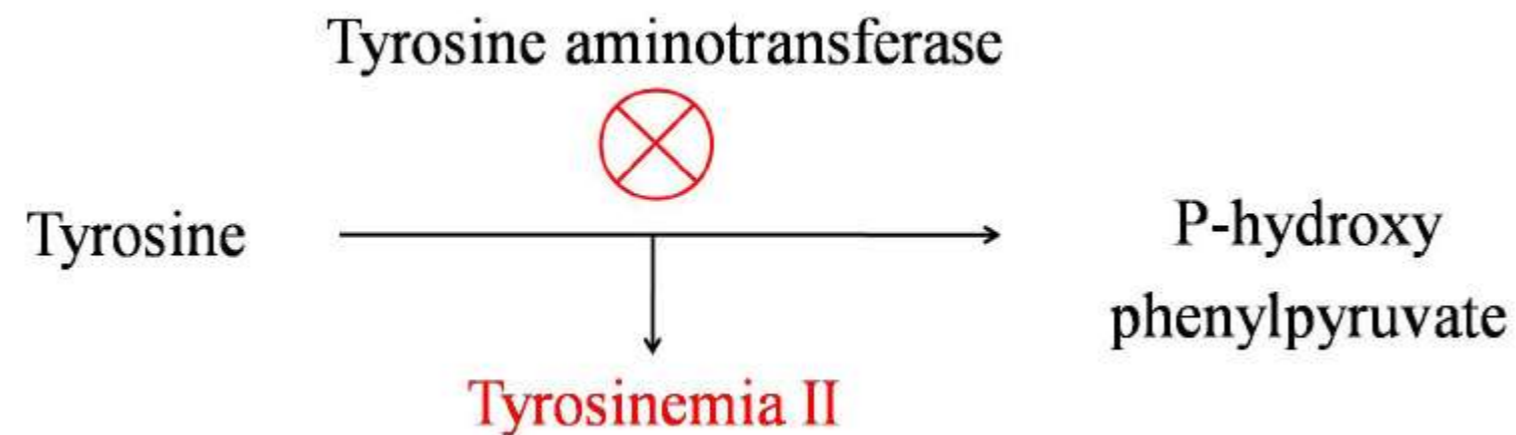 Tyrosine aminotransferase
Tyrosine
P-hydroxy
phenylpyruvate
Tyrosinemia II